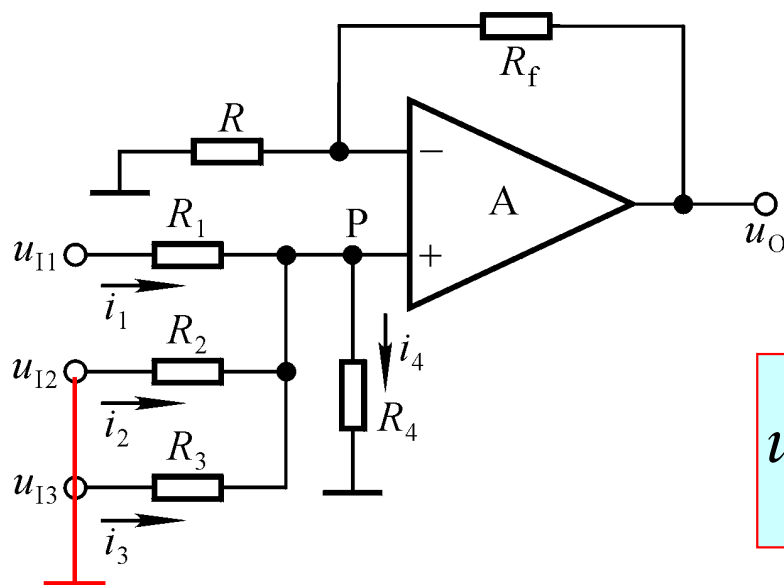 R_f
R
−
A
R_1
P
u_I1
+
u_O
i_1
R_2
i_4
u_I2
R_4
i_2
R_3
u_I3
i_3